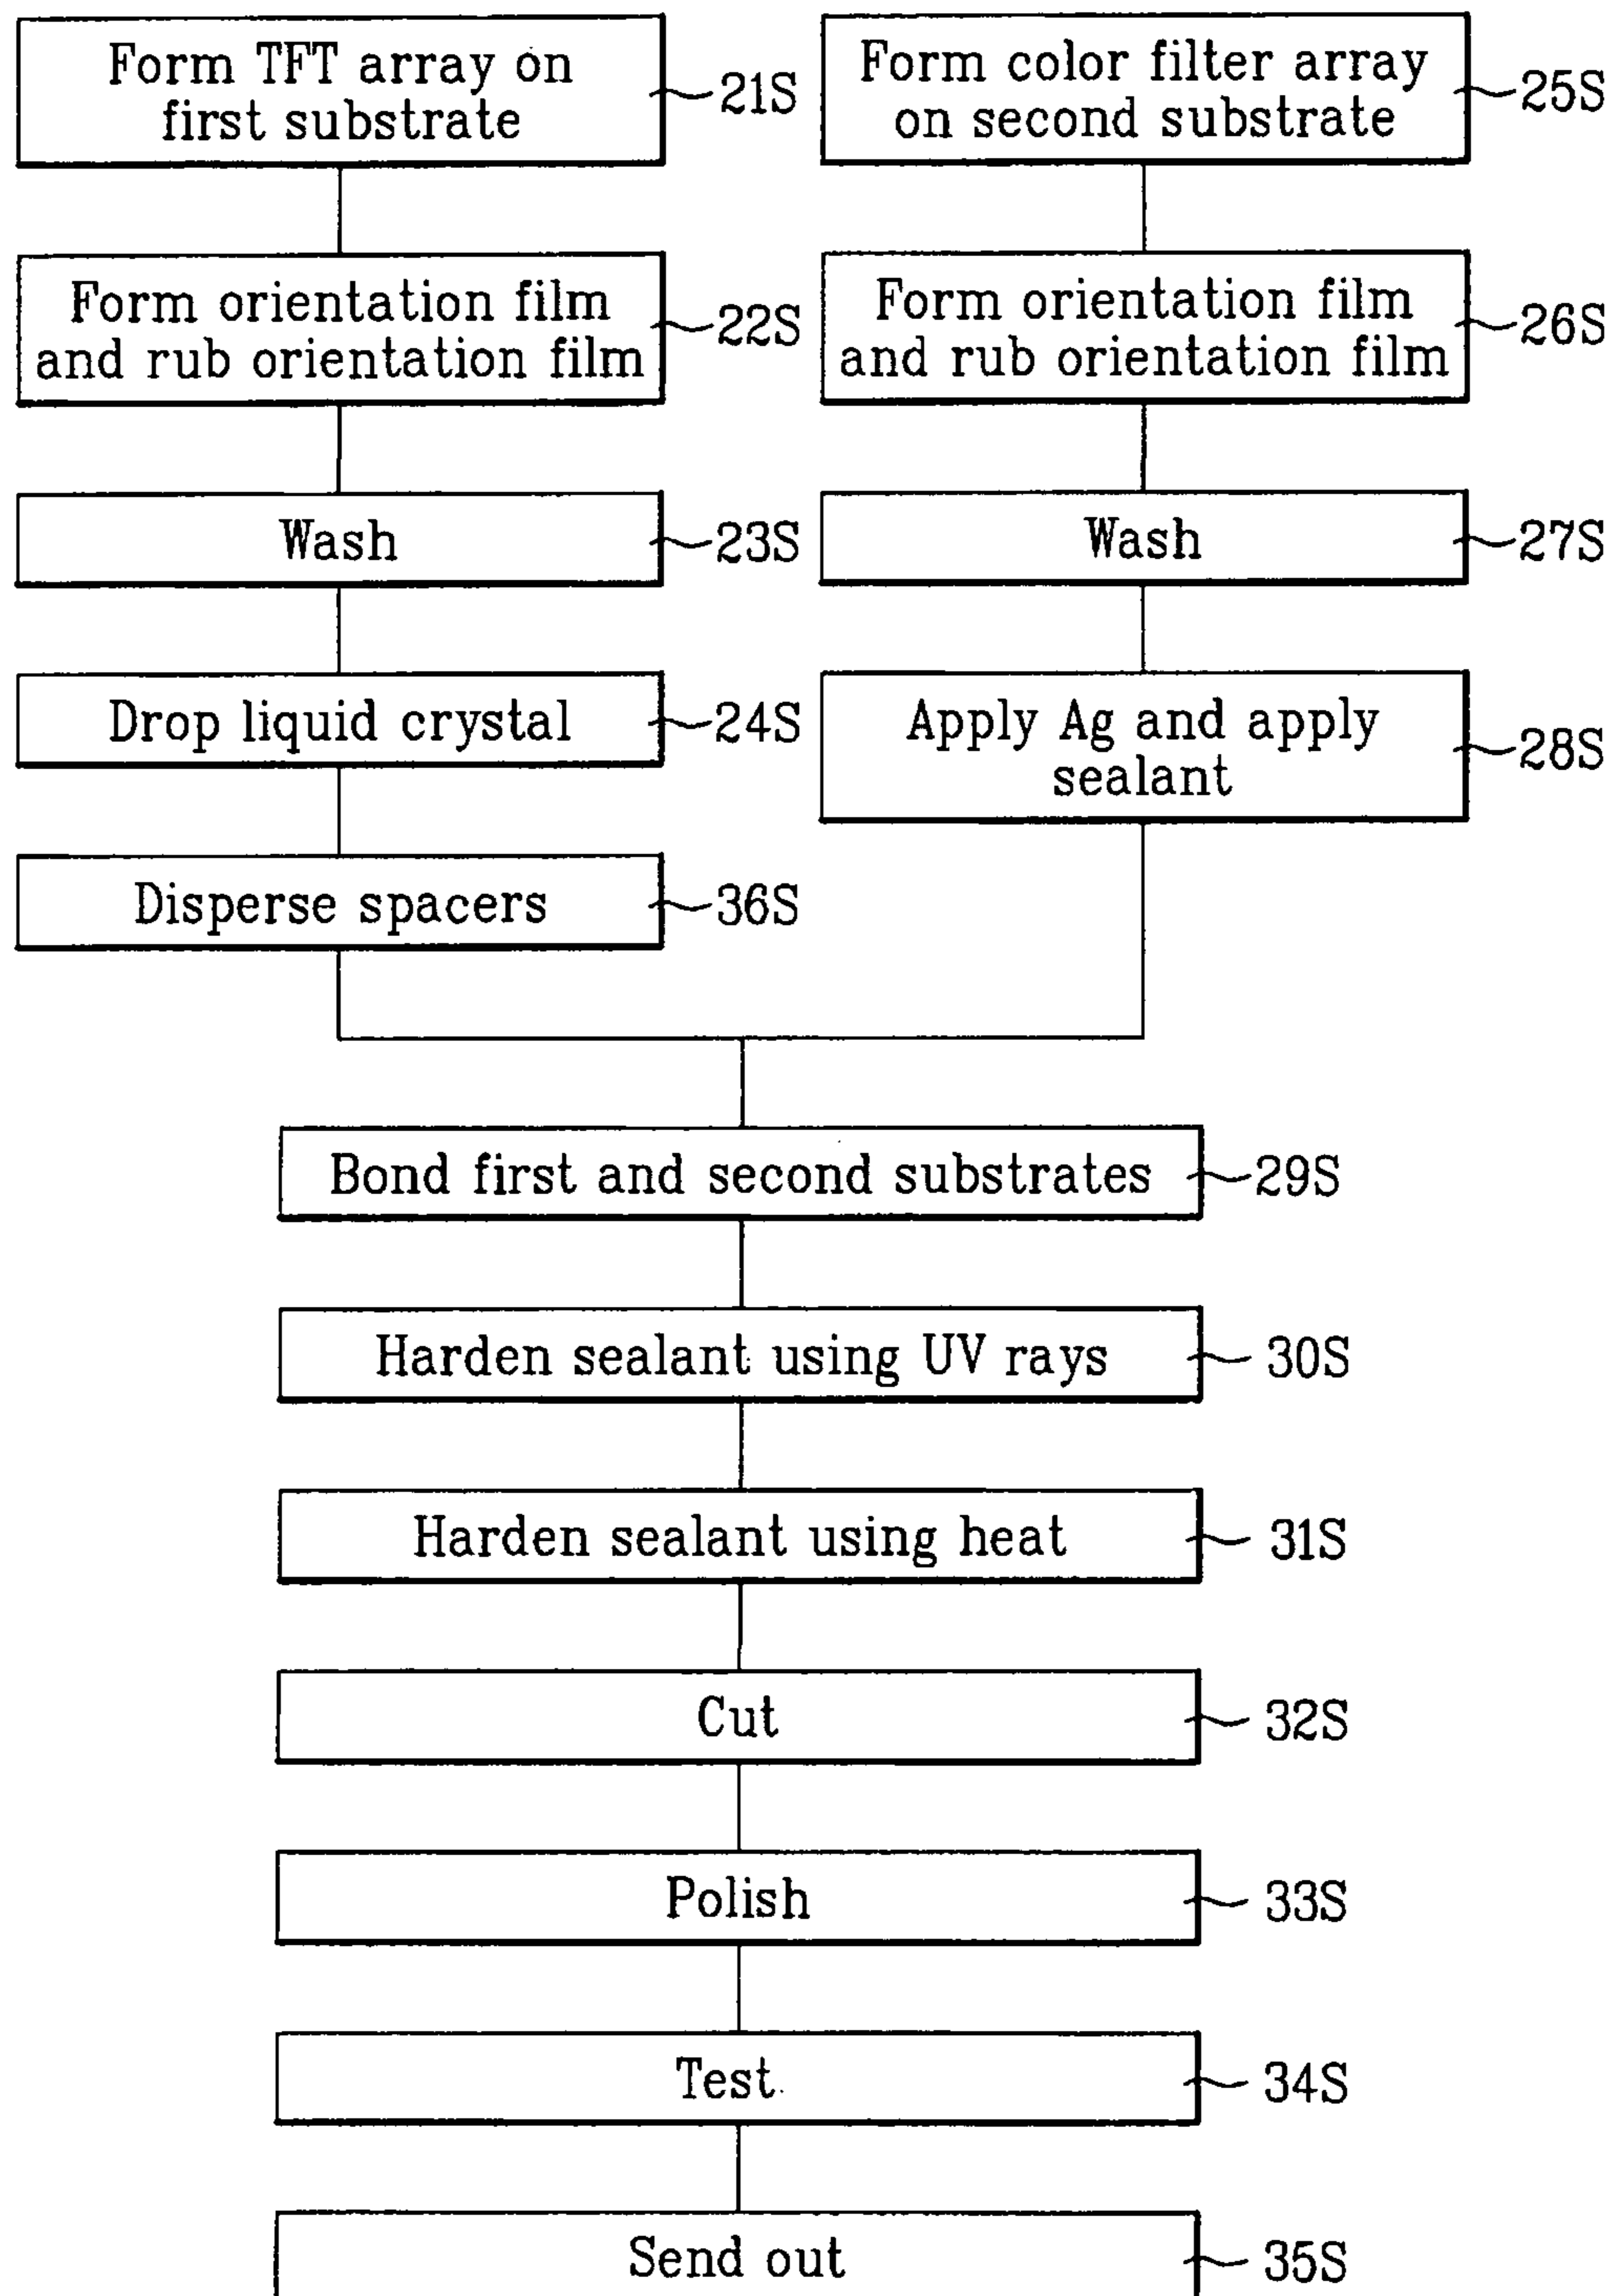 Form TFT array on
first substrate
21S
Form orientation film
and rub orientation film
22S
Wash
23S
Drop liquid crystal
24S
Disperse spacers
36S
Form color filter array
on second substrate
25S
Form orientation film
and rub orientation film
26S
Wash
27S
Apply Ag and apply
sealant
28S
Bond first and second substrates
29S
Harden sealant using UV rays
30S
Harden sealant using heat
31S
Cut
32S
Polish
33S
Test
34S
Send out
35S